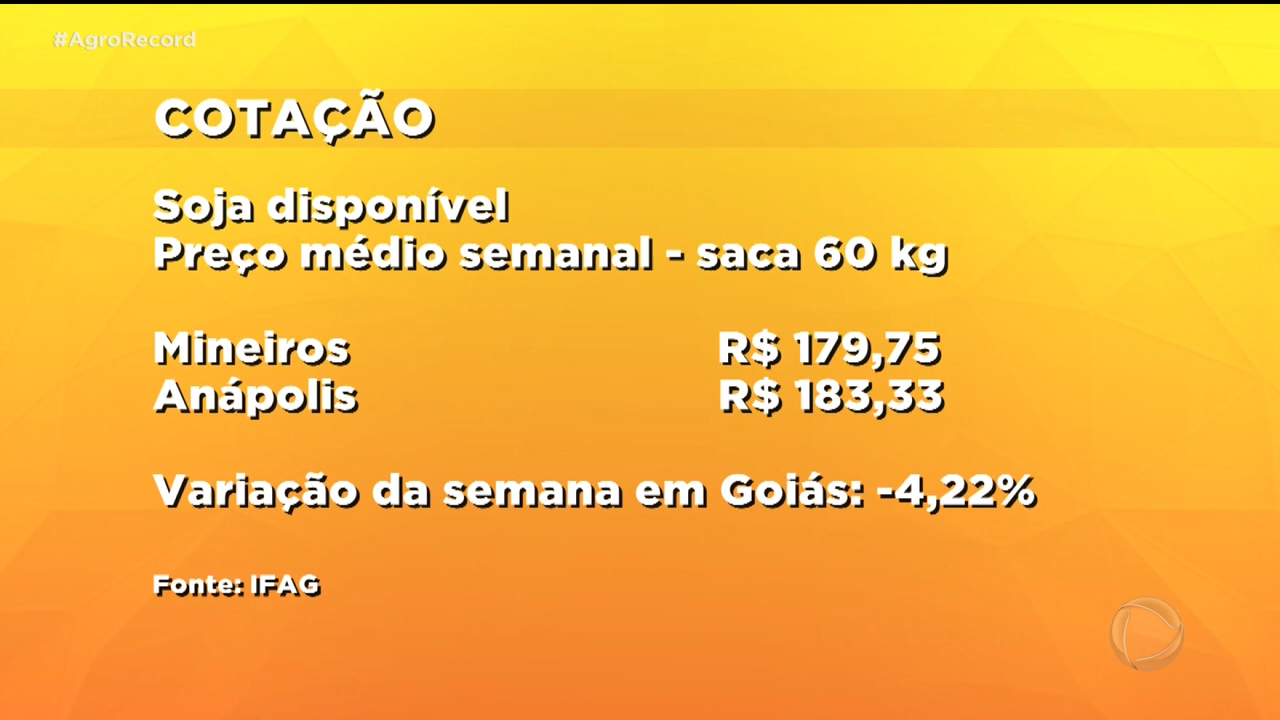 #AgroRecord
COTAÇÃO
Soja disponível
Preço médio semanal - saca 60 kg
Mineiros R$ 179,75
Anápolis R$ 183,33
Variação da semana em Goiás: -4,22%
Fonte: IFAG